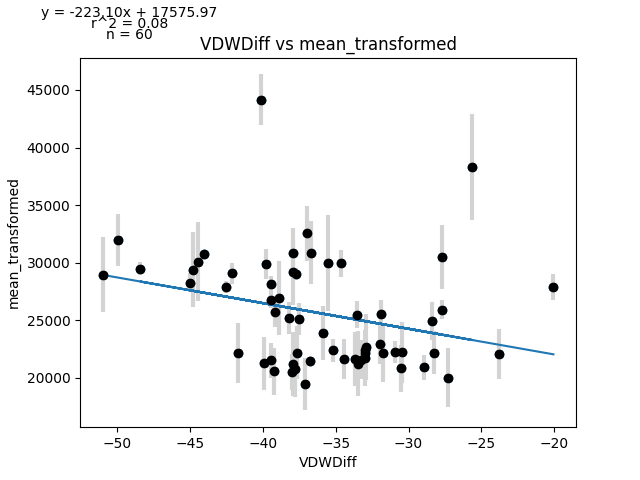 y = -223.10x + 17575.97
r^2 = 0.08
n = 60
VDWDiff vs mean_transformed
45000
40000
35000
30000
25000
20000
mean_transformed
−50
−45
−40
−35
−30
−25
−20
VDWDiff